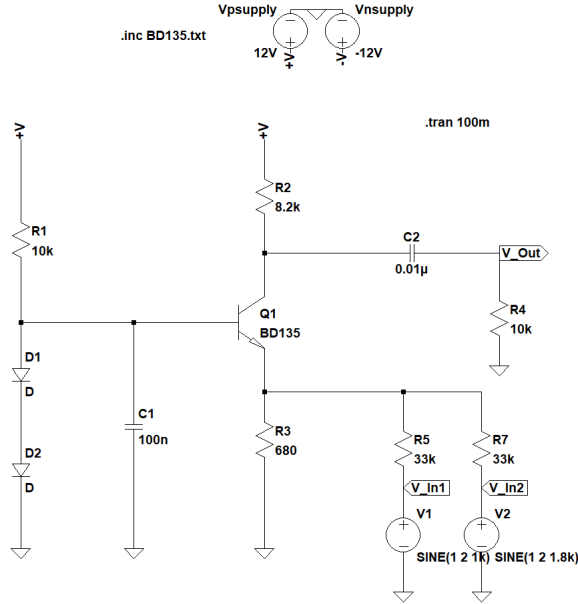 Vpsupply
Vnsupply
.inc BD135.txt
12V
+V
-V
-12V
+V
+V
.tran 100m
R1
10k
R2
8.2k
C2
0.01µ
V_Out
R4
10k
Q1
BD135
D1
D
D2
D
C1
100n
R3
680
R5
33k
R7
33k
V_In1
V_In2
V1
V2
SINE(1 2 1k)
SINE(1 2 1.8k)